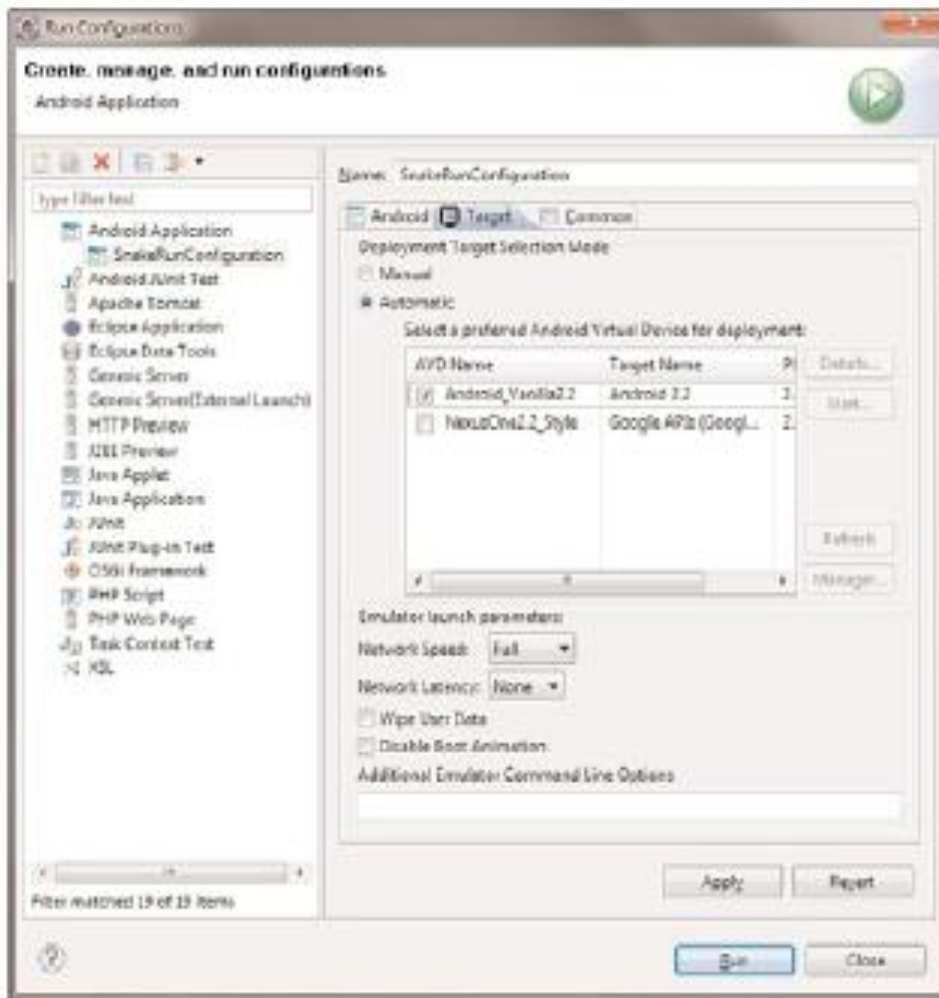 Run Configurations
Create, manage, and run configurations
Android Application
type filter text
Android Application
SnakeRunConfiguration
Android JUnit Test
Apache Tomcat
Eclipse Application
Eclipse Data Tools
Generic Server
Generic Server(External Launch)
HTTP Preview
J2EE Preview
Java Applet
Java Application
JUnit
JUnit Plug-in Test
OSGi Framework
PHP Script
PHP Web Page
Task Context Test
XSL
Filter matched 19 of 19 items
Name: SnakeRunConfiguration
Android Target Common
Deployment Target Selection Mode
Manual
Automatic
Select a preferred Android Virtual Device for deployment:
AVD Name Target Name Pl
Android_Vanilla2.2 Android 2.2 2.
NexusOne2.2_Style Google APIs (Googl... 2.
Details...
Start...
Refresh
Manager...
Emulator launch parameters:
Network Speed: Full
Network Latency: None
Wipe User Data
Disable Boot Animation
Additional Emulator Command Line Options
Apply Revert
Run Close